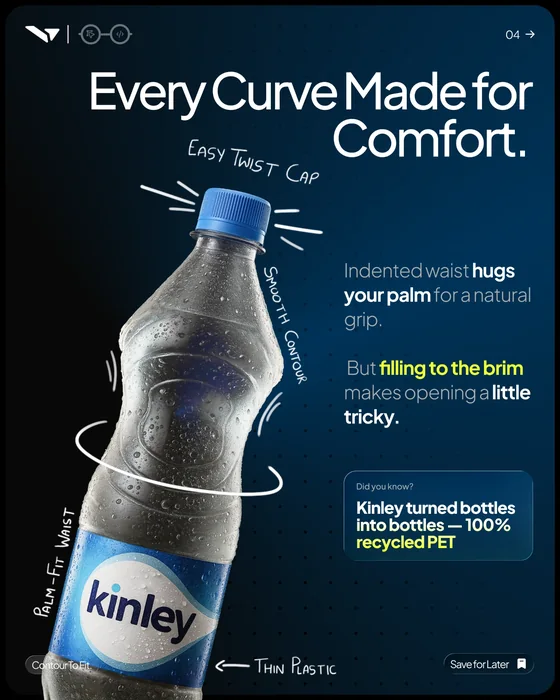 04 →
Every Curve Made for
Comfort.
EASY TWIST CAP
SMOOTH CONTOUR
Indented waist hugs
your palm for a natural
grip.
But filling to the brim
makes opening a little
tricky.
Did you know?
Kinley turned bottles
into bottles — 100%
recycled PET
PALM-FIT WAIST
kinley
ContourToFit
THIN PLASTIC
Save for Later